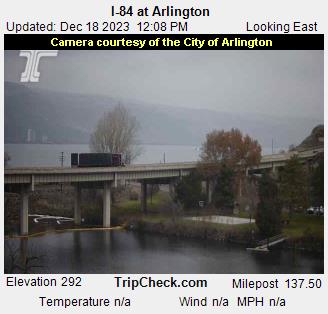 I-84 at Arlington
Updated: Dec 18 2023 12:08 PM Looking East
Camera courtesy of the City of Arlington
Elevation 292 TripCheck.com Milepost 137.50
Temperature n/a Wind n/a MPH n/a